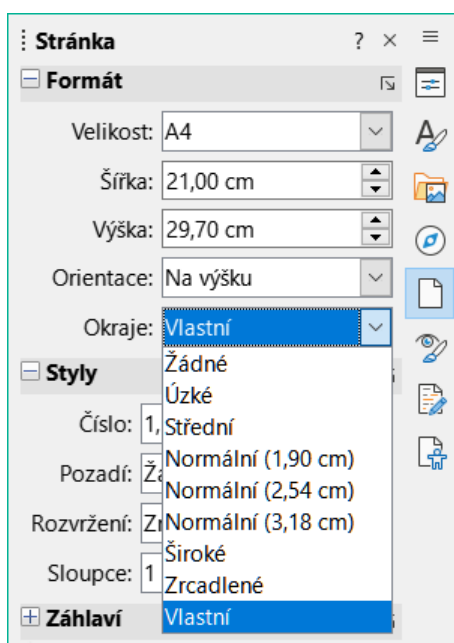 Stránka ? ×
Formát
Velikost: A4
Šířka: 21,00 cm
Výška: 29,70 cm
Orientace: Na výšku
Okraje: Vlastní
Žádné
Úzké
Styly
Číslo: 1,
Střední
Normální (1,90 cm)
Pozadí:
Normální (2,54 cm)
Rozvržení:
Normální (3,18 cm)
Široké
Sloupce: 1
Zrcadlené
Záhlaví
Vlastní